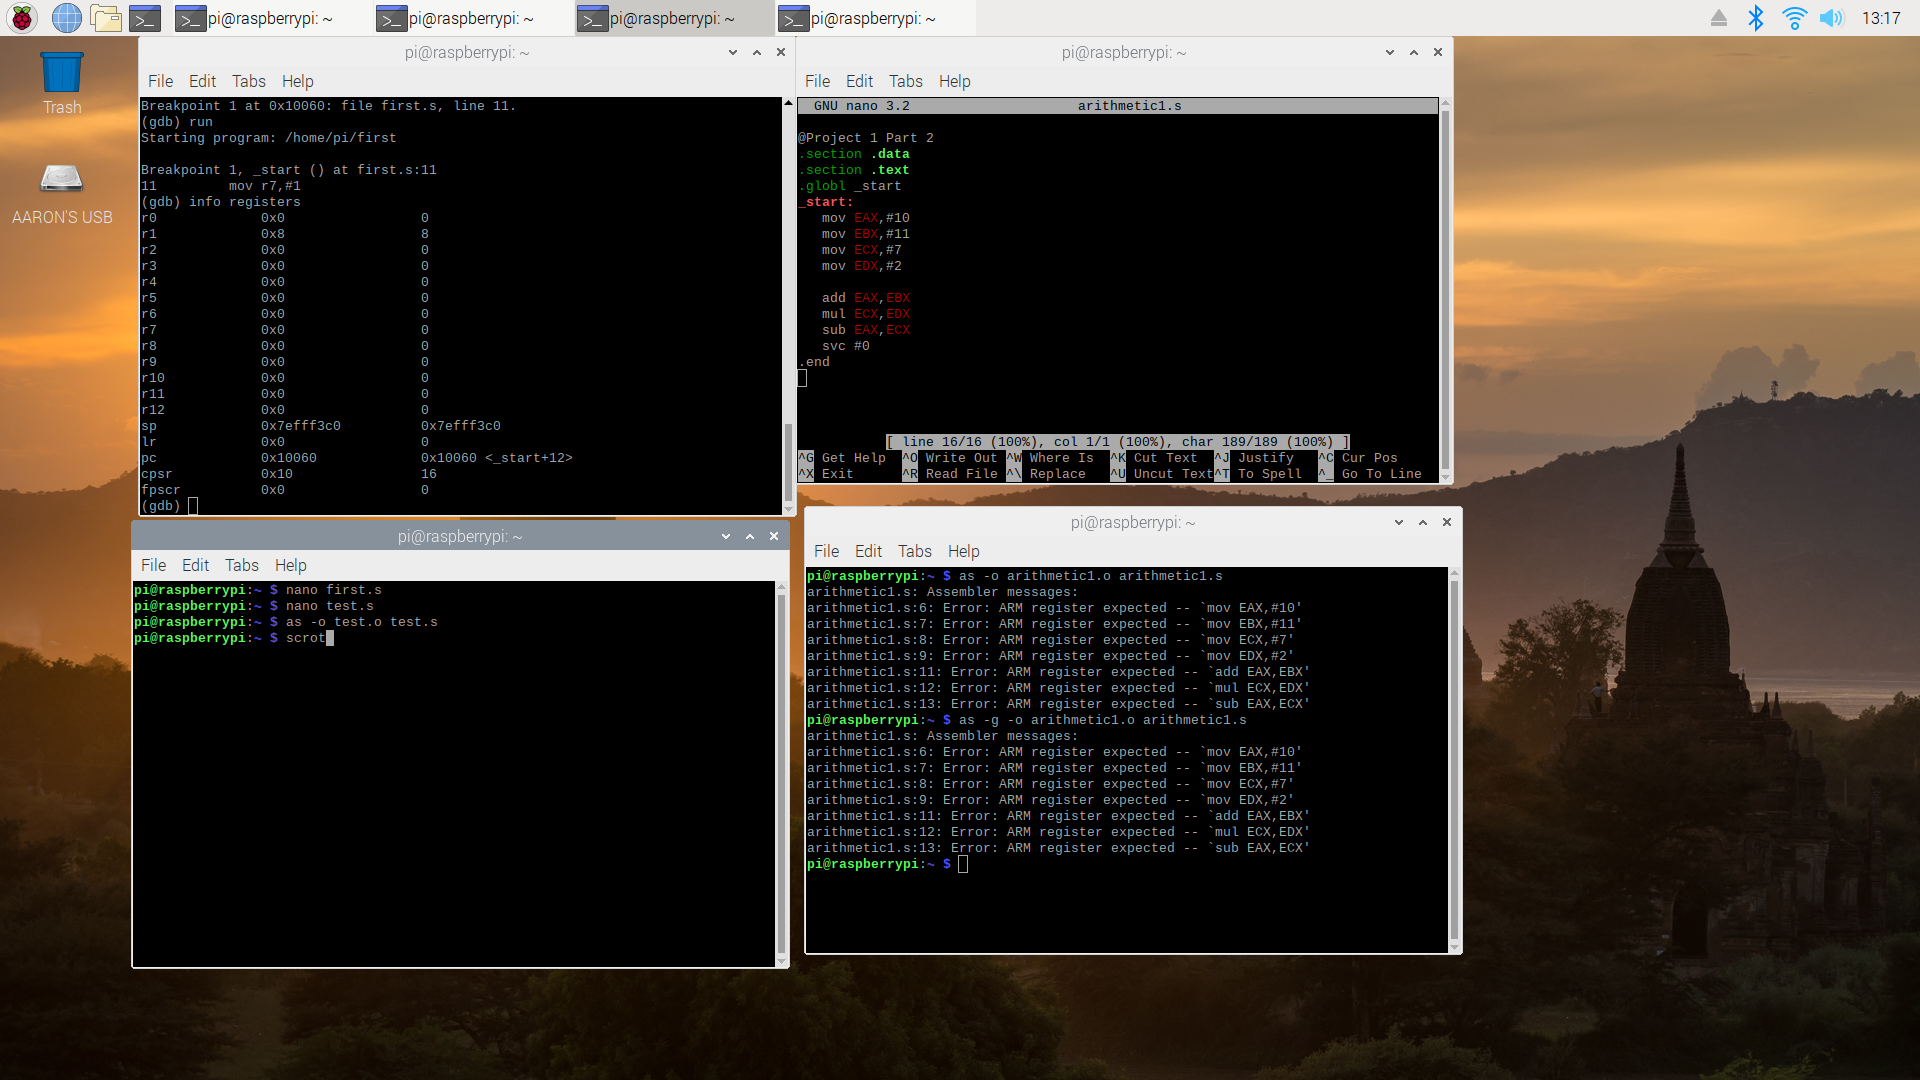 pi@raspberrypi: ~
pi@raspberrypi: ~
pi@raspberrypi: ~
pi@raspberrypi: ~
13:17
Trash
AARON'S USB
pi@raspberrypi: ~
File Edit Tabs Help
Breakpoint 1 at 0x10060: file first.s, line 11.
(gdb) run
Starting program: /home/pi/first
Breakpoint 1, _start () at first.s:11
11 mov r7,#1
(gdb) info registers
r0 0x0 0
r1 0x8 8
r2 0x0 0
r3 0x0 0
r4 0x0 0
r5 0x0 0
r6 0x0 0
r7 0x0 0
r8 0x0 0
r9 0x0 0
r10 0x0 0
r11 0x0 0
r12 0x0 0
sp 0x7efff3c0 0x7efff3c0
lr 0x0 0
pc 0x10060 0x10060 <_start+12>
cpsr 0x10 16
fpscr 0x0 0
(gdb)
pi@raspberrypi: ~
File Edit Tabs Help
GNU nano 3.2 arithmetic1.s
@Project 1 Part 2
.section .data
.section .text
.globl _start
_start:
mov EAX,#10
mov EBX,#11
mov ECX,#7
mov EDX,#2
add EAX,EBX
mul ECX,EDX
sub EAX,ECX
svc #0
.end
[ line 16/16 (100%), col 1/1 (100%), char 189/189 (100%) ]
^G Get Help ^O Write Out ^W Where Is ^K Cut Text ^J Justify ^C Cur Pos
^X Exit ^R Read File ^\ Replace ^U Uncut Text ^T To Spell ^_ Go To Line
pi@raspberrypi: ~
File Edit Tabs Help
pi@raspberrypi:~ $ nano first.s
pi@raspberrypi:~ $ nano test.s
pi@raspberrypi:~ $ as -o test.o test.s
pi@raspberrypi:~ $ scrot
pi@raspberrypi: ~
File Edit Tabs Help
pi@raspberrypi:~ $ as -o arithmetic1.o arithmetic1.s
arithmetic1.s: Assembler messages:
arithmetic1.s:6: Error: ARM register expected -- `mov EAX,#10'
arithmetic1.s:7: Error: ARM register expected -- `mov EBX,#11'
arithmetic1.s:8: Error: ARM register expected -- `mov ECX,#7'
arithmetic1.s:9: Error: ARM register expected -- `mov EDX,#2'
arithmetic1.s:11: Error: ARM register expected -- `add EAX,EBX'
arithmetic1.s:12: Error: ARM register expected -- `mul ECX,EDX'
arithmetic1.s:13: Error: ARM register expected -- `sub EAX,ECX'
pi@raspberrypi:~ $ as -g -o arithmetic1.o arithmetic1.s
arithmetic1.s: Assembler messages:
arithmetic1.s:6: Error: ARM register expected -- `mov EAX,#10'
arithmetic1.s:7: Error: ARM register expected -- `mov EBX,#11'
arithmetic1.s:8: Error: ARM register expected -- `mov ECX,#7'
arithmetic1.s:9: Error: ARM register expected -- `mov EDX,#2'
arithmetic1.s:11: Error: ARM register expected -- `add EAX,EBX'
arithmetic1.s:12: Error: ARM register expected -- `mul ECX,EDX'
arithmetic1.s:13: Error: ARM register expected -- `sub EAX,ECX'
pi@raspberrypi:~ $